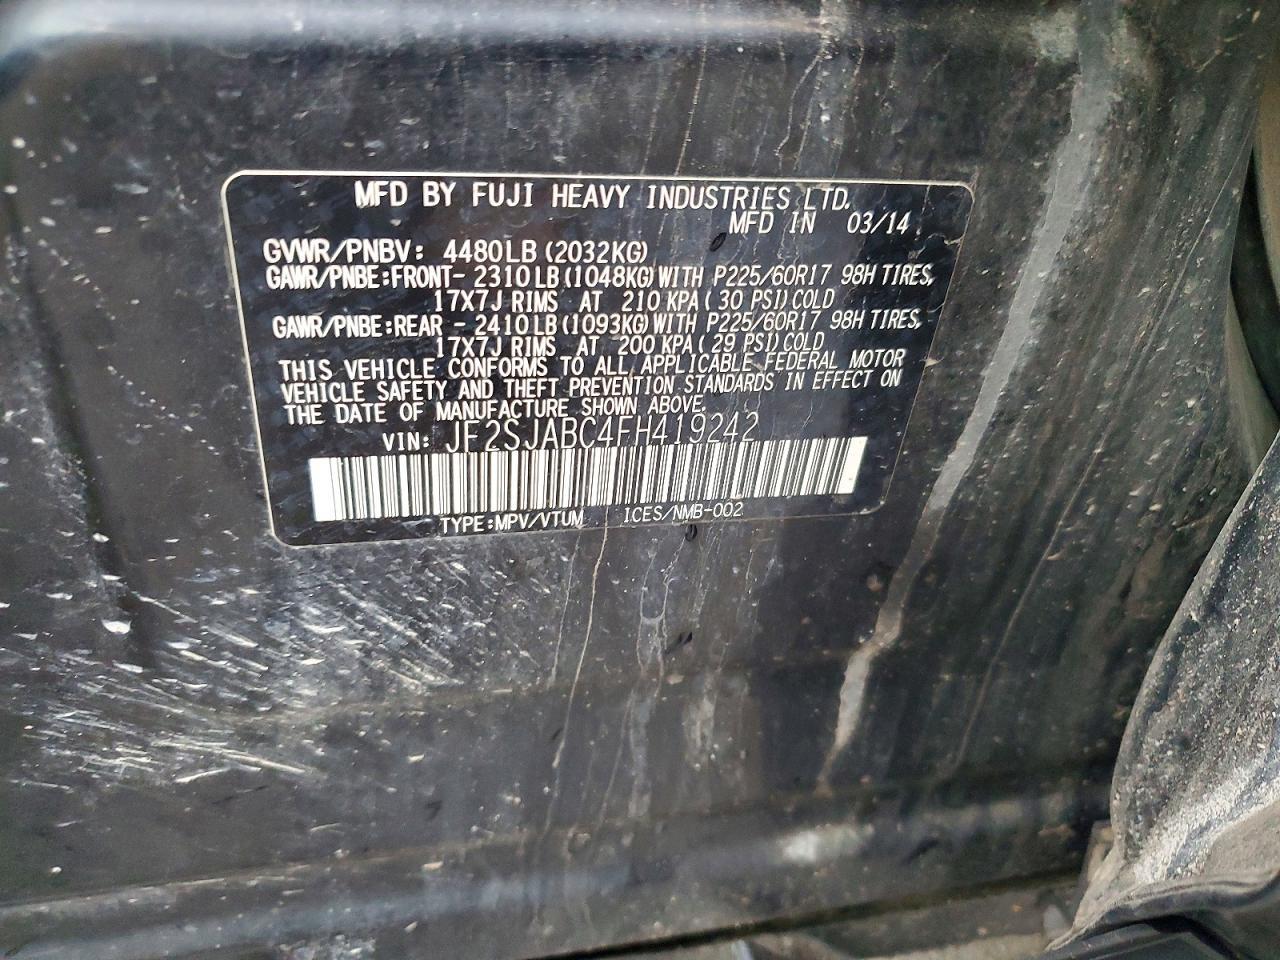 MFD BY FUJI HEAVY INDUSTRIES LTD.
MFD IN 03/14
GVWR/PNBV: 4480LB (2032KG)
GAWR/PNBE:FRONT- 2310LB (1048KG) WITH P225/60R17 98H TIRES,
17X7J RIMS AT 210 KPA ( 30 PSI) COLD
GAWR/PNBE:REAR - 2410LB (1093KG) WITH P225/60R17 98H TIRES,
17X7J RIMS AT 200 KPA ( 29 PSI) COLD
THIS VEHICLE CONFORMS TO ALL APPLICABLE FEDERAL MOTOR
VEHICLE SAFETY AND THEFT PREVENTION STANDARDS IN EFFECT ON
THE DATE OF MANUFACTURE SHOWN ABOVE.
VIN: JF2SJABC4FH419242
TYPE:MPV/VTUM ICES/NMB-002